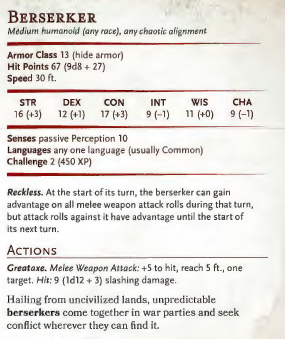 BERSERKER
Medium humanoid (any race), any chaotic alignment
Armor Class 13 (hide armor)
Hit Points 67 (9d8 + 27)
Speed 30 ft.
STR DEX CON INT WIS CHA
16 (+3) 12 (+1) 17 (+3) 9 (–1) 11 (+0) 9 (–1)
Senses passive Perception 10
Languages any one language (usually Common)
Challenge 2 (450 XP)
Reckless. At the start of its turn, the berserker can gain
advantage on all melee weapon attack rolls during that turn,
but attack rolls against it have advantage until the start of
its next turn.
ACTIONS
Greataxe. Melee Weapon Attack: +5 to hit, reach 5 ft., one
target. Hit: 9 (1d12 + 3) slashing damage.
Hailing from uncivilized lands, unpredictable
berserkers come together in war parties and seek
conflict wherever they can find it.